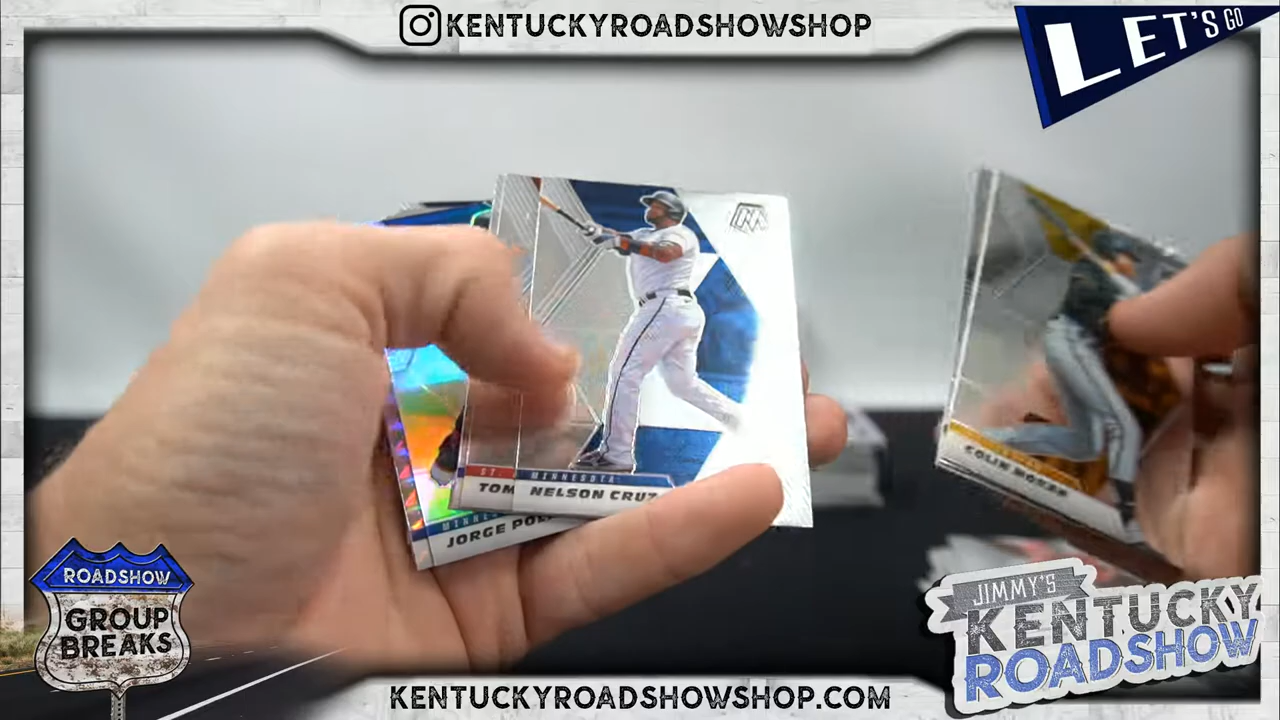 KENTUCKYROADSHOWSHOP
LET'S GO
MINNESOTA
NELSON CRUZ
ST.
TOM
JORGE POL
COLIN MORAN
ROADSHOW
GROUP
BREAKS
JIMMY'S
KENTUCKY
ROADSHOW
KENTUCKYROADSHOWSHOP.COM